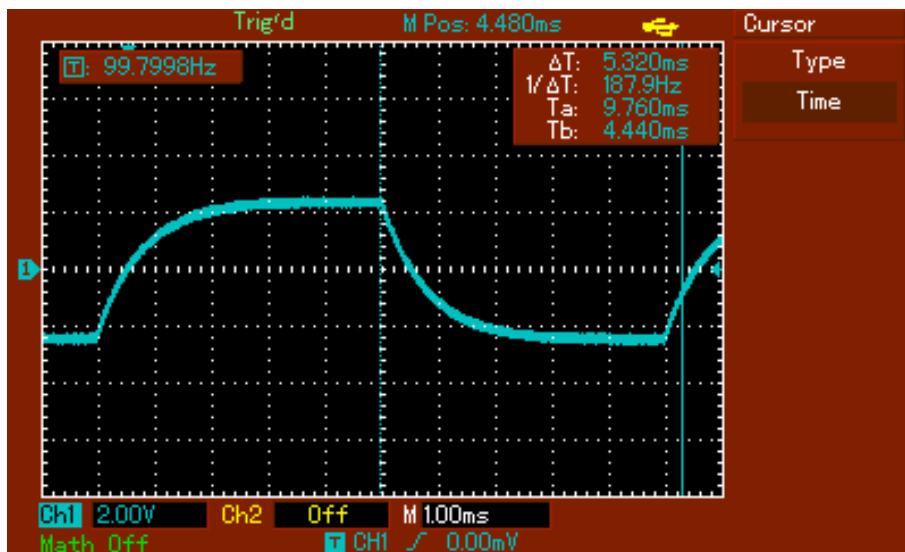 Trig'd M Pos: 4.480ms Cursor
T: 99.7998Hz
ΔT: 5.320ms
1/ΔT: 187.9Hz
Ta: 9.760ms
Tb: 4.440ms
Type
Time
1
Ch1 2.00V Ch2 Off M 1.00ms
Math Off T CH1 0.00mV